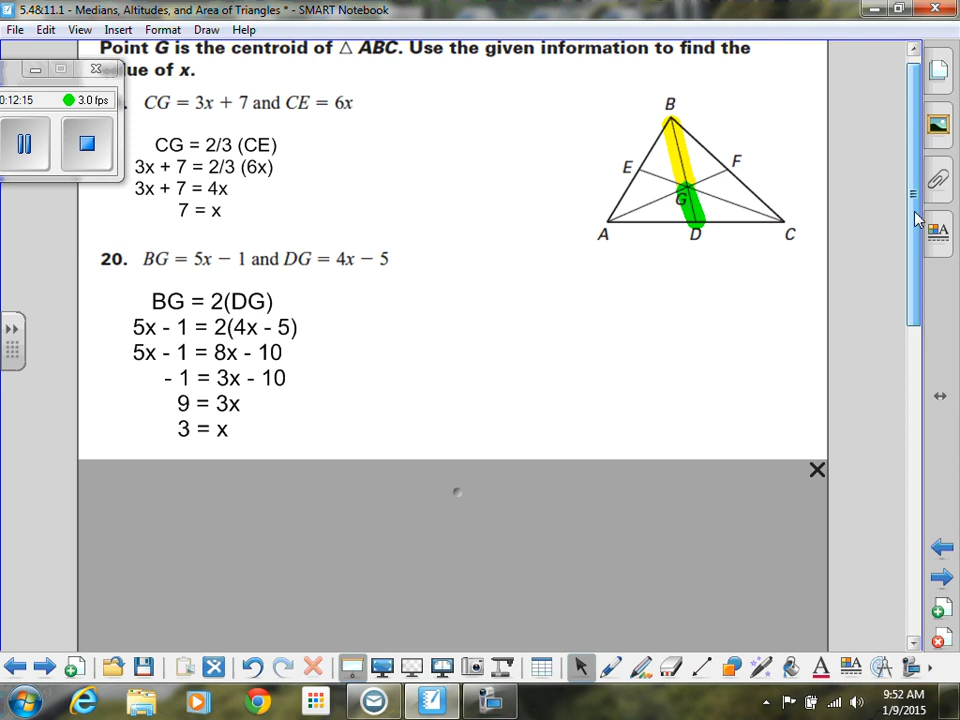 5.4&11.1 - Medians, Altitudes, and Area of Triangles * - SMART Notebook
File Edit View Insert Format Draw Help
Point G is the centroid of △ ABC. Use the given information to find the
lue of x.
0:12:15 3.0 fps
. CG = 3x + 7 and CE = 6x
CG = 2/3 (CE)
3x + 7 = 2/3 (6x)
3x + 7 = 4x
7 = x
B
E
F
G
A
D
C
20. BG = 5x − 1 and DG = 4x − 5
BG = 2(DG)
5x - 1 = 2(4x - 5)
5x - 1 = 8x - 10
- 1 = 3x - 10
9 = 3x
3 = x
9:52 AM
1/9/2015